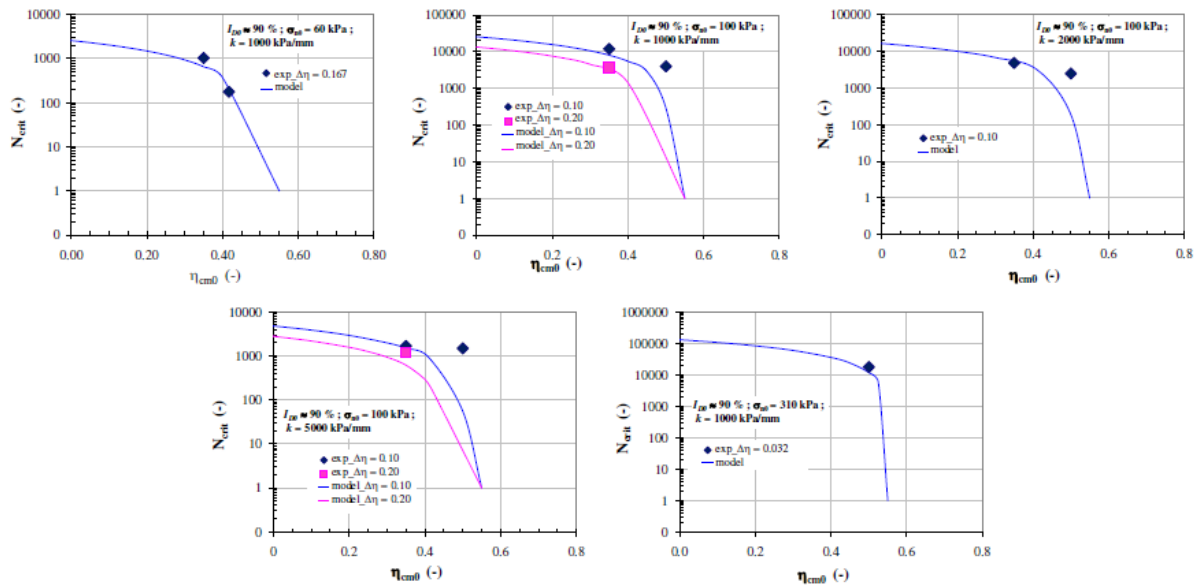 I_D0 ≈ 90 % ; σ_n0 = 60 kPa ;
k = 1000 kPa/mm
10000
1000
100
10
1
0
N_crit (-)
exp_Δη = 0.167
model
0.00
0.20
0.40
0.60
0.80
η_cm0 (-)
I_D0 ≈ 90 % ; σ_n0 = 100 kPa ;
k = 1000 kPa/mm
100000
10000
1000
100
10
1
0
N_crit (-)
exp_Δη = 0.10
exp_Δη = 0.20
model_Δη = 0.10
model_Δη = 0.20
0
0.2
0.4
0.6
0.8
η_cm0 (-)
I_D0 ≈ 90 % ; σ_n0 = 100 kPa ;
k = 2000 kPa/mm
100000
10000
1000
100
10
1
0
N_crit (-)
exp_Δη = 0.10
model
0
0.2
0.4
0.6
0.8
η_cm0 (-)
10000
1000
100
10
1
0
N_crit (-)
I_D0 ≈ 90 % ; σ_n0 = 100 kPa ;
k = 5000 kPa/mm
exp_Δη = 0.10
exp_Δη = 0.20
model_Δη = 0.10
model_Δη = 0.20
0
0.2
0.4
0.6
0.8
η_cm0 (-)
1000000
100000
10000
1000
100
10
1
0
N_crit (-)
I_D0 ≈ 90 % ; σ_n0 = 310 kPa ;
k = 1000 kPa/mm
exp_Δη = 0.032
model
0.0
0.2
0.4
0.6
0.8
η_cm0 (-)